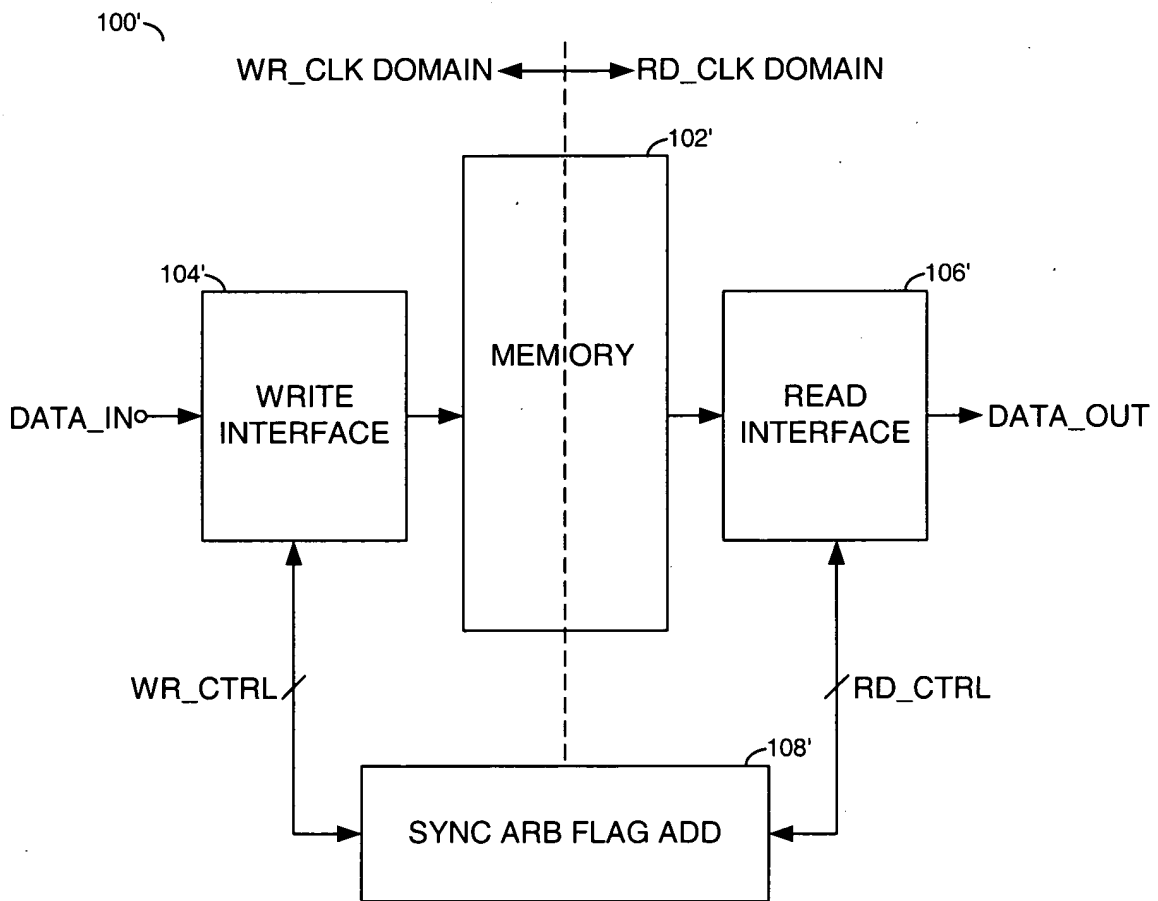 100'
WR_CLK DOMAIN RD_CLK DOMAIN
102'
104'
106'
MEMORY
WRITE
INTERFACE
READ
INTERFACE
DATA_IN
DATA_OUT
WR_CTRL
RD_CTRL
108'
SYNC ARB FLAG ADD